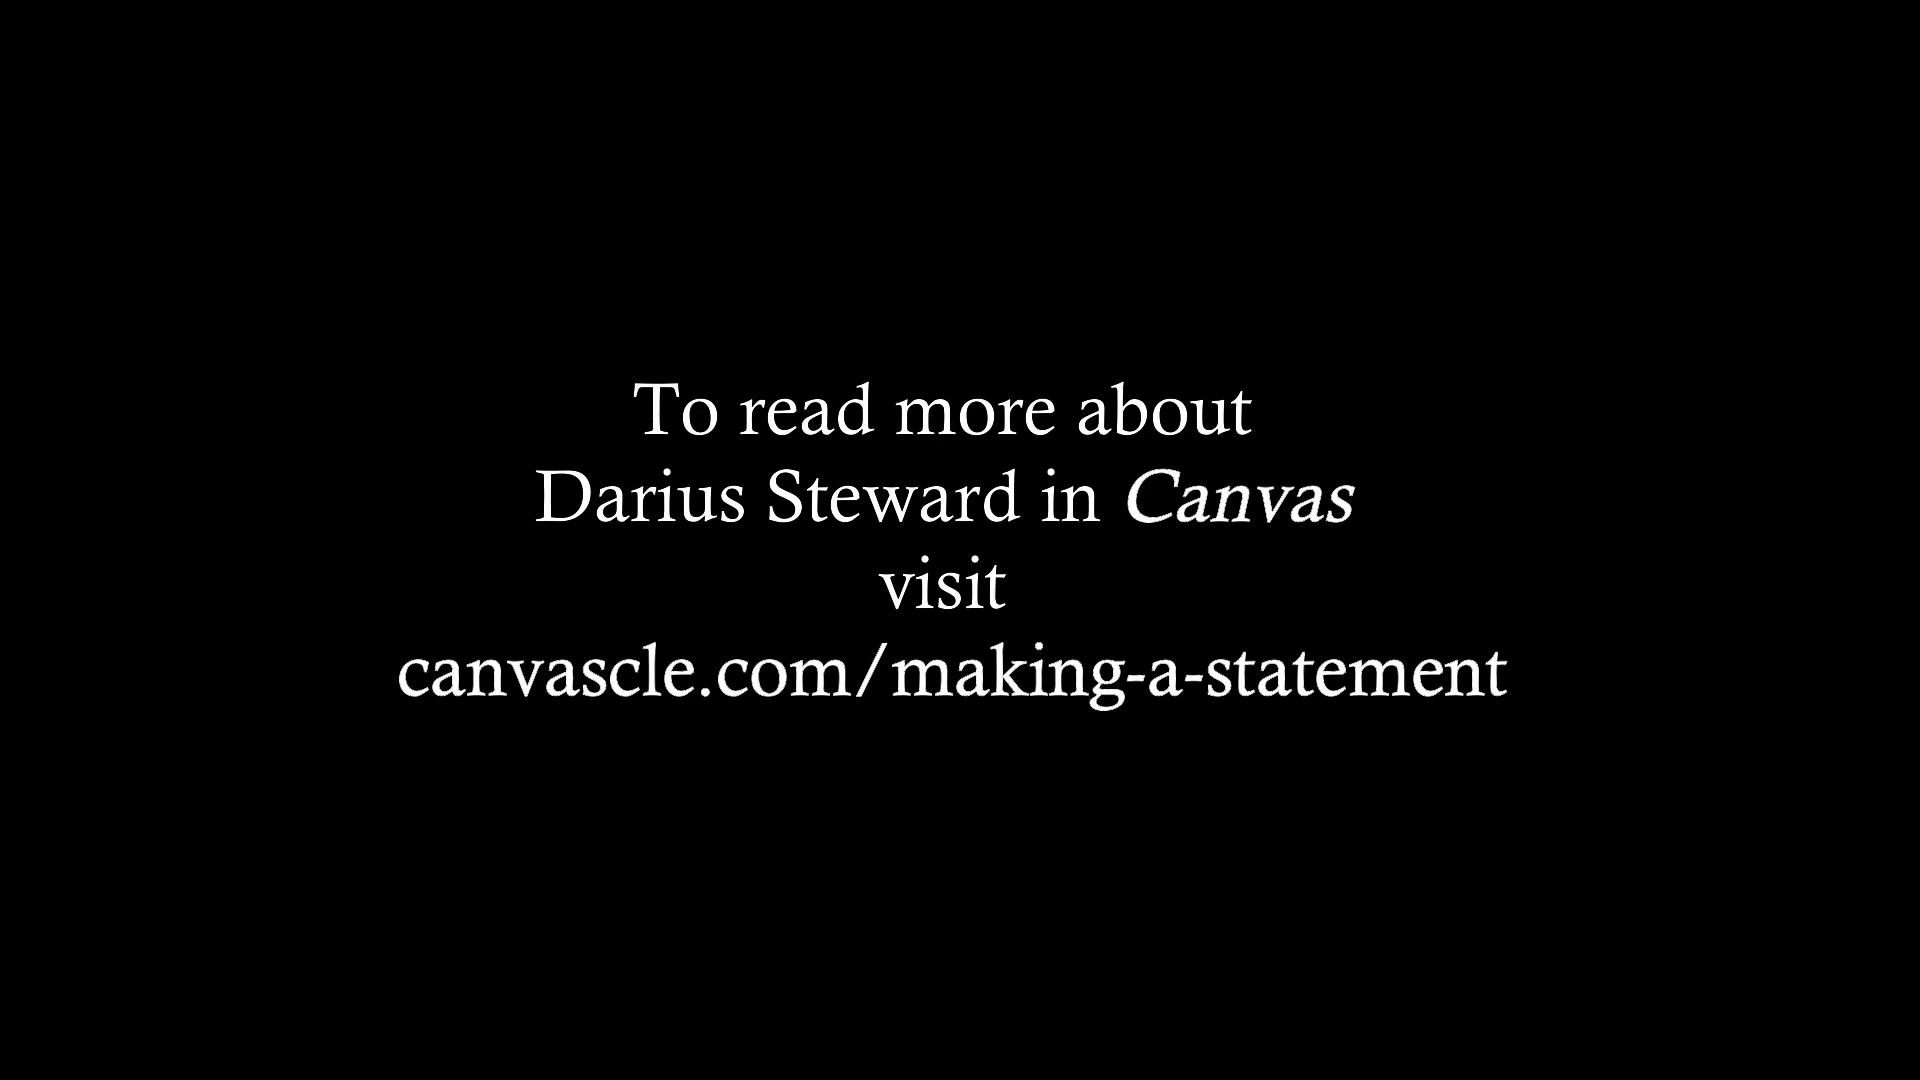 To read more about
Darius Steward in Canvas
visit
canvascle.com/making-a-statement